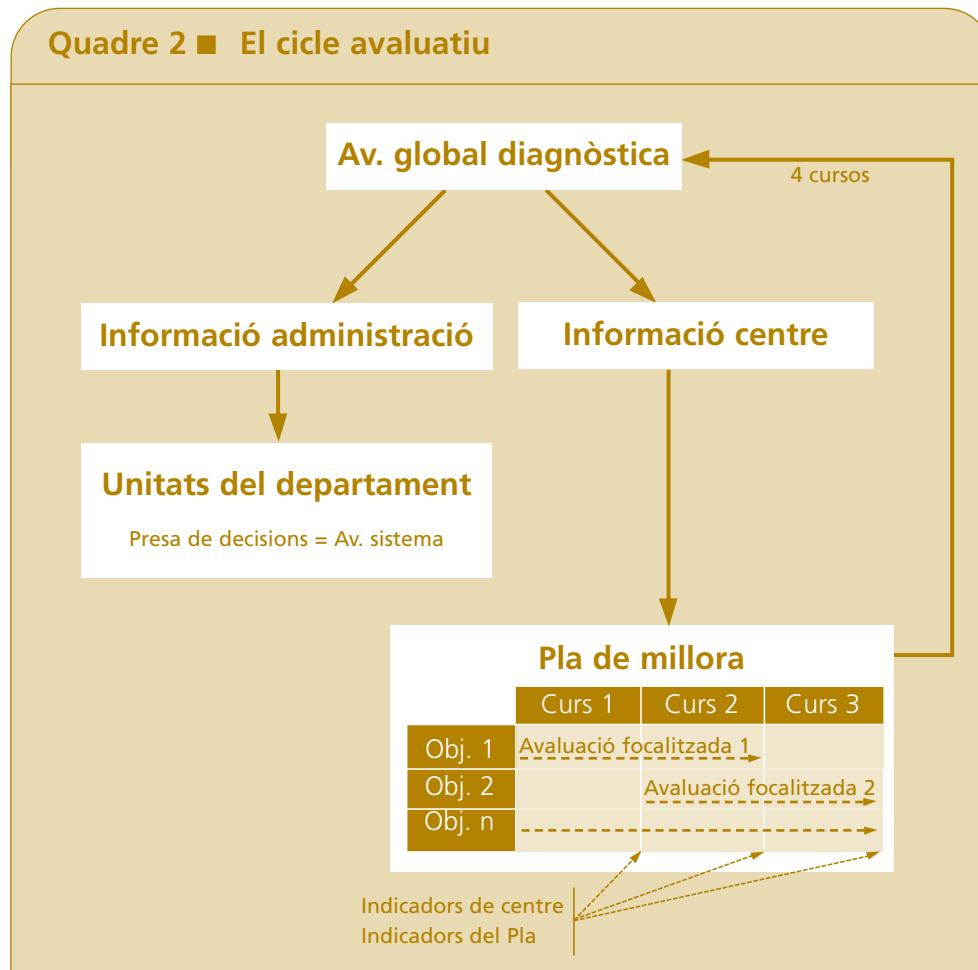 Quadre 2 ■ El cicle avaluatiu
Av. global diagnòstica
4 cursos
Informació administració
Informació centre
Unitats del departament
Presa de decisions = Av. sistema
Pla de millora
Curs 1 Curs 2 Curs 3
Obj. 1 Avaluació focalitzada 1
Obj. 2 Avaluació focalitzada 2
Obj. n
Indicadors de centre
Indicadors del Pla